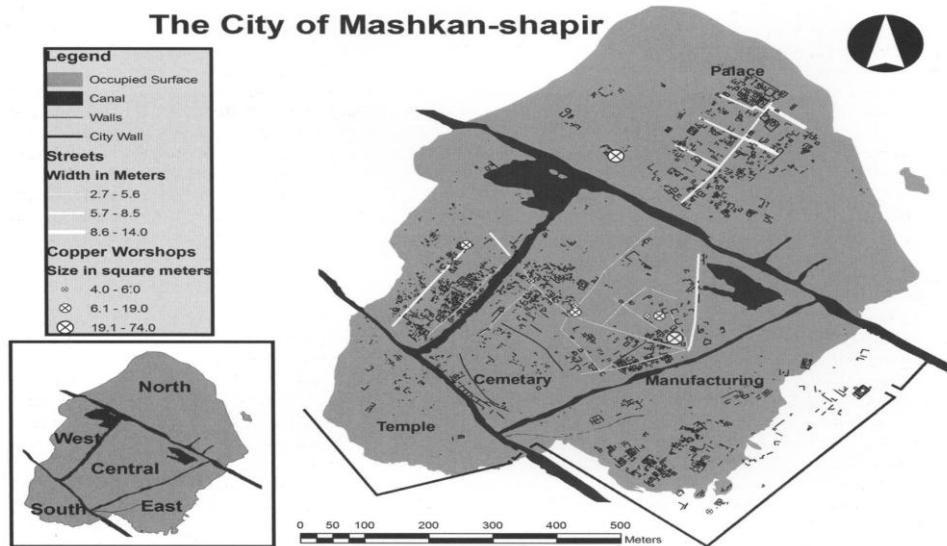 The City of Mashkan-shapir
Legend
Occupied Surface
Canal
Walls
City Wall
Streets
Width in Meters
2.7 - 5.6
5.7 - 8.5
8.6 - 14.0
Copper Worshops
Size in square meters
4.0 - 6.0
6.1 - 19.0
19.1 - 74.0
Palace
Cemetary
Manufacturing
Temple
North
West
Central
South
East
0 50 100 200 300 400 500
Meters